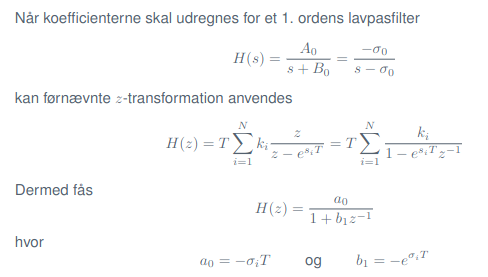 Når koefficienterne skal udregnes for et 1. ordens lavpasfilter
H(s) = \frac{A_0}{s + B_0} = \frac{-\sigma_0}{s - \sigma_0}
kan førnævnte z-transformation anvendes
H(z) = T \sum_{i=1}^{N} k_i \frac{z}{z - e^{s_i T}} = T \sum_{i=1}^{N} \frac{k_i}{1 - e^{s_i T} z^{-1}}
Dermed fås
H(z) = \frac{a_0}{1 + b_1 z^{-1}}
hvor
a_0 = -\sigma_i T og b_1 = -e^{\sigma_i T}